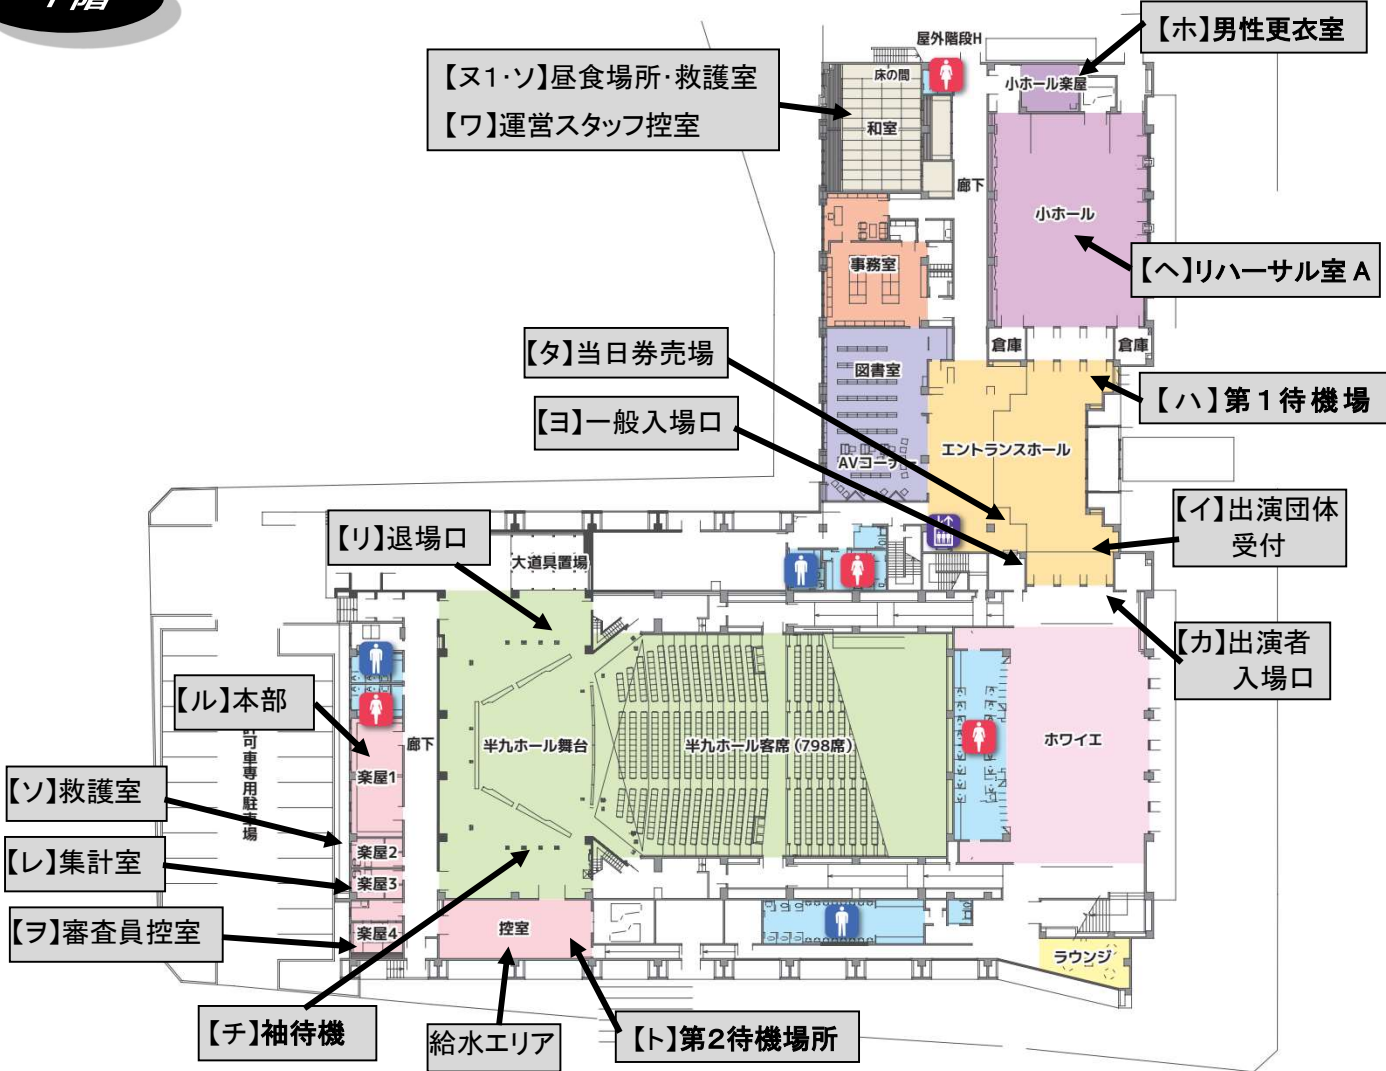 1階
【ホ】男性更衣室
屋外階段H
【ヌ1・ソ】昼食場所・救護室
【ワ】運営スタッフ控室
床の間
小ホール楽屋
和室
廊下
小ホール
事務室
【ヘ】リハーサル室 A
倉庫
倉庫
【タ】当日券売場
図書室
【ハ】第1待機場
【ヨ】一般入場口
エントランスホール
AVコーナー
【イ】出演団体
受付
【リ】退場口
大道具置場
【カ】出演者
入場口
【ル】本部
許可車専用駐車場
廊下
半九ホール舞台
半九ホール客席 (798席)
ホワイエ
楽屋1
【ソ】救護室
楽屋2
【レ】集計室
楽屋3
【ヲ】審査員控室
楽屋4
控室
ラウンジ
【チ】袖待機
給水エリア
【ト】第2待機場所